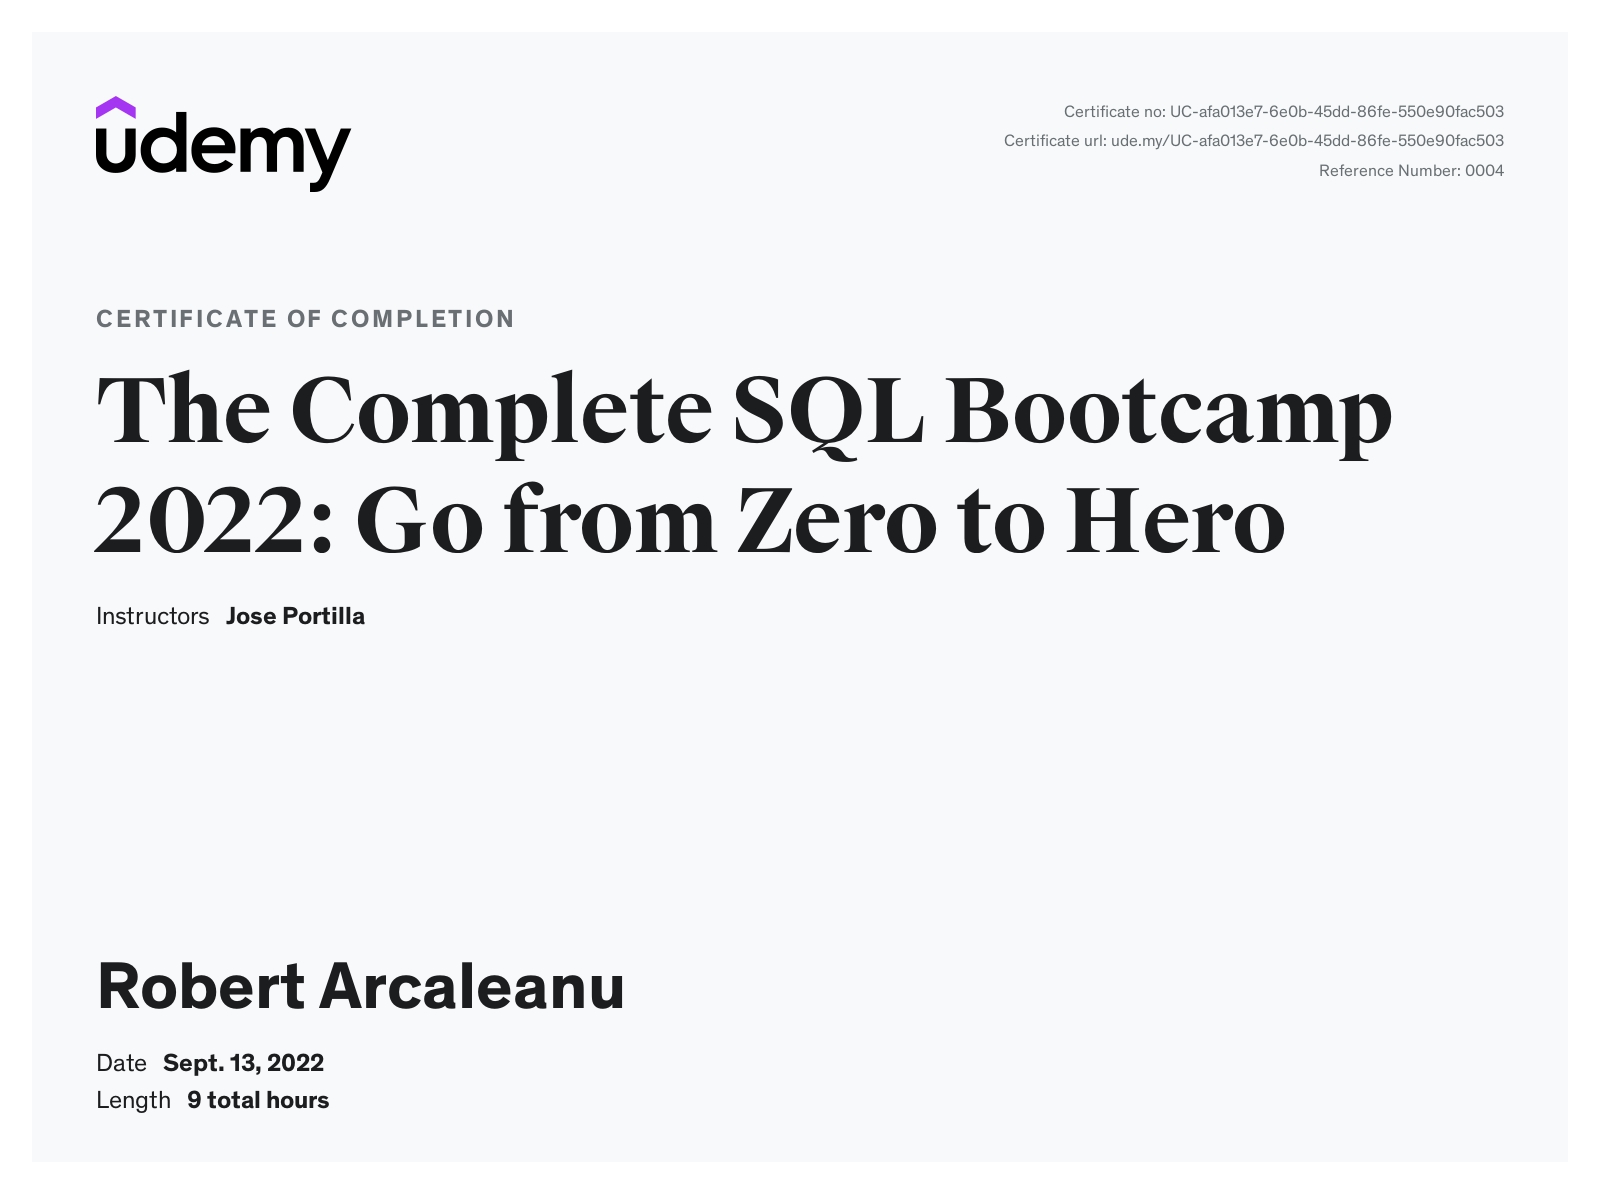 udemy
Certificate no: UC-afa013e7-6e0b-45dd-86fe-550e90fac503
Certificate url: ude.my/UC-afa013e7-6e0b-45dd-86fe-550e90fac503
Reference Number: 0004
CERTIFICATE OF COMPLETION
The Complete SQL Bootcamp
2022: Go from Zero to Hero
Instructors Jose Portilla
Robert Arcaleanu
Date Sept. 13, 2022
Length 9 total hours